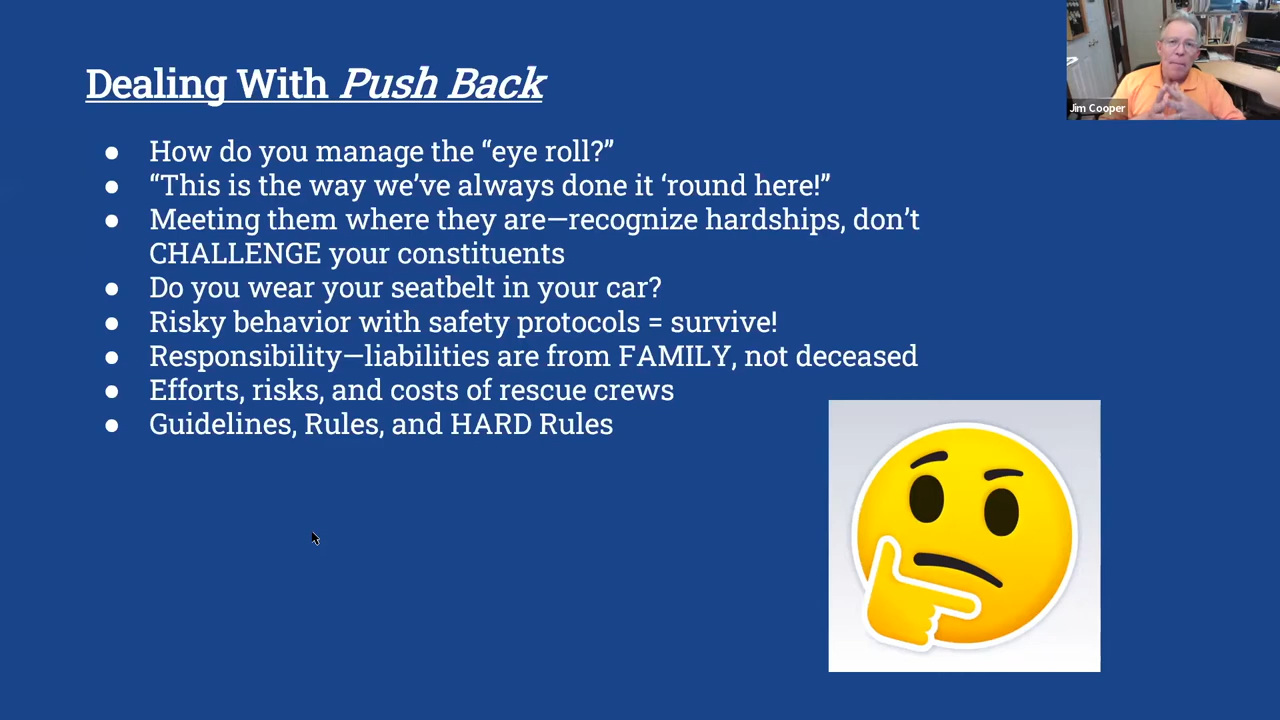 Dealing With Push Back
● How do you manage the “eye roll?”
● “This is the way we’ve always done it ‘round here!”
● Meeting them where they are—recognize hardships, don’t
CHALLENGE your constituents
● Do you wear your seatbelt in your car?
● Risky behavior with safety protocols = survive!
● Responsibility—liabilities are from FAMILY, not deceased
● Efforts, risks, and costs of rescue crews
● Guidelines, Rules, and HARD Rules
Jim Cooper